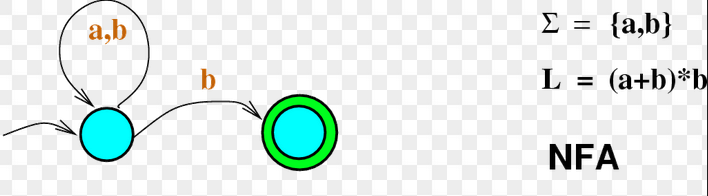 a,b
b
Σ = {a,b}
L = (a+b)*b
NFA